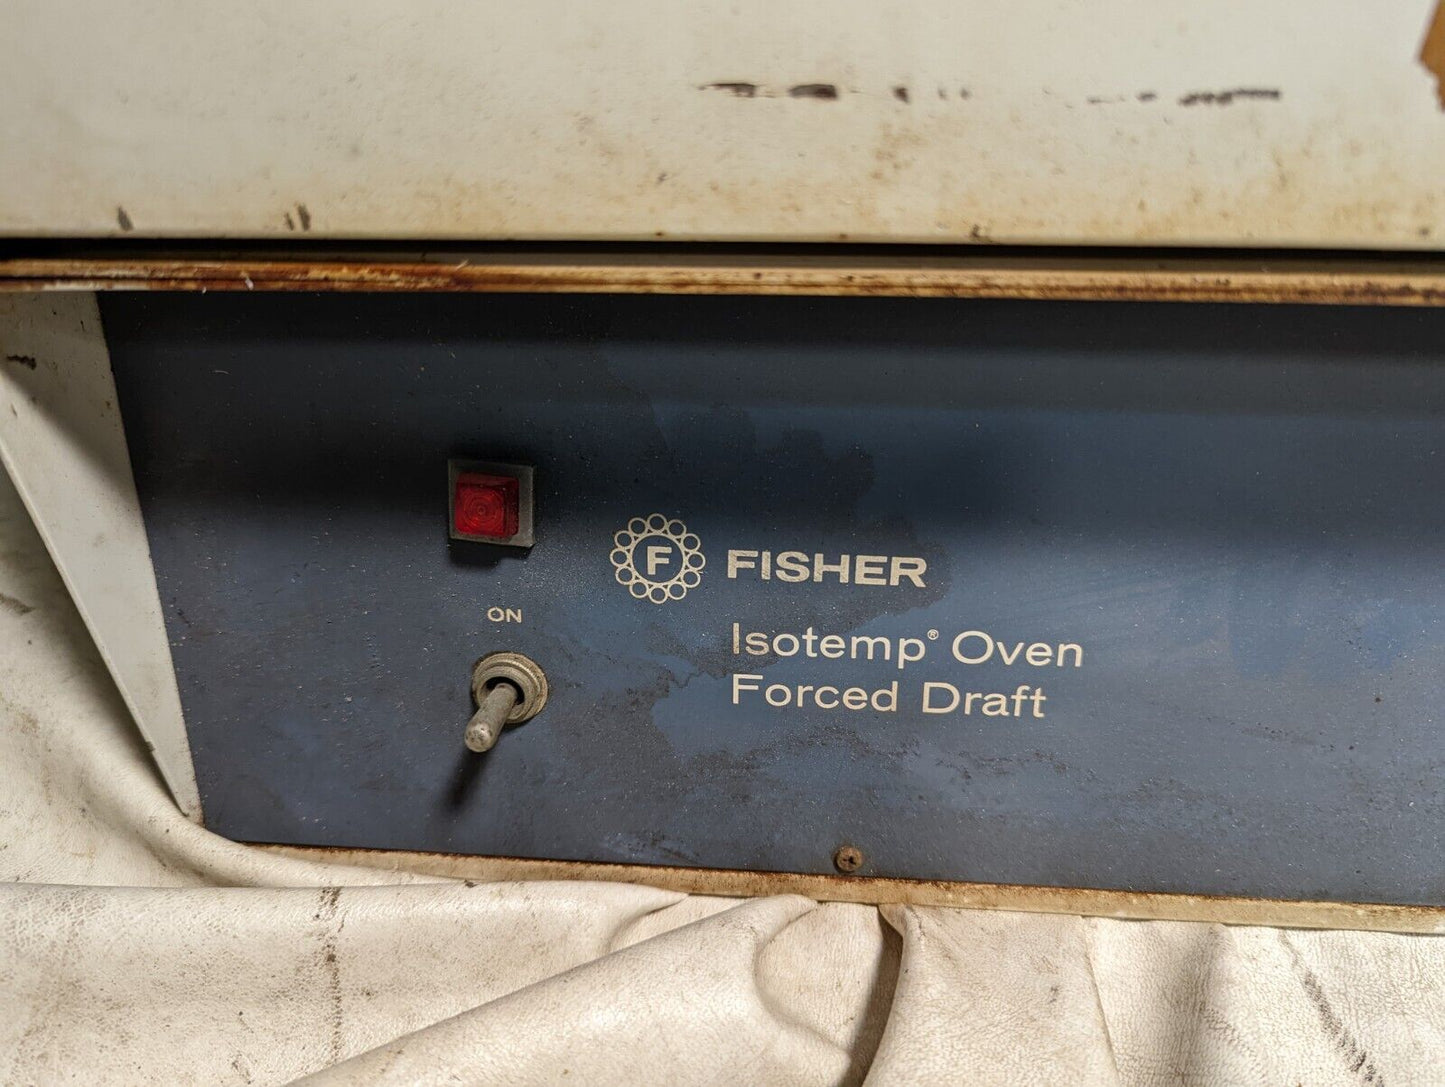 ON
F FISHER
Isotemp® Oven
Forced Draft